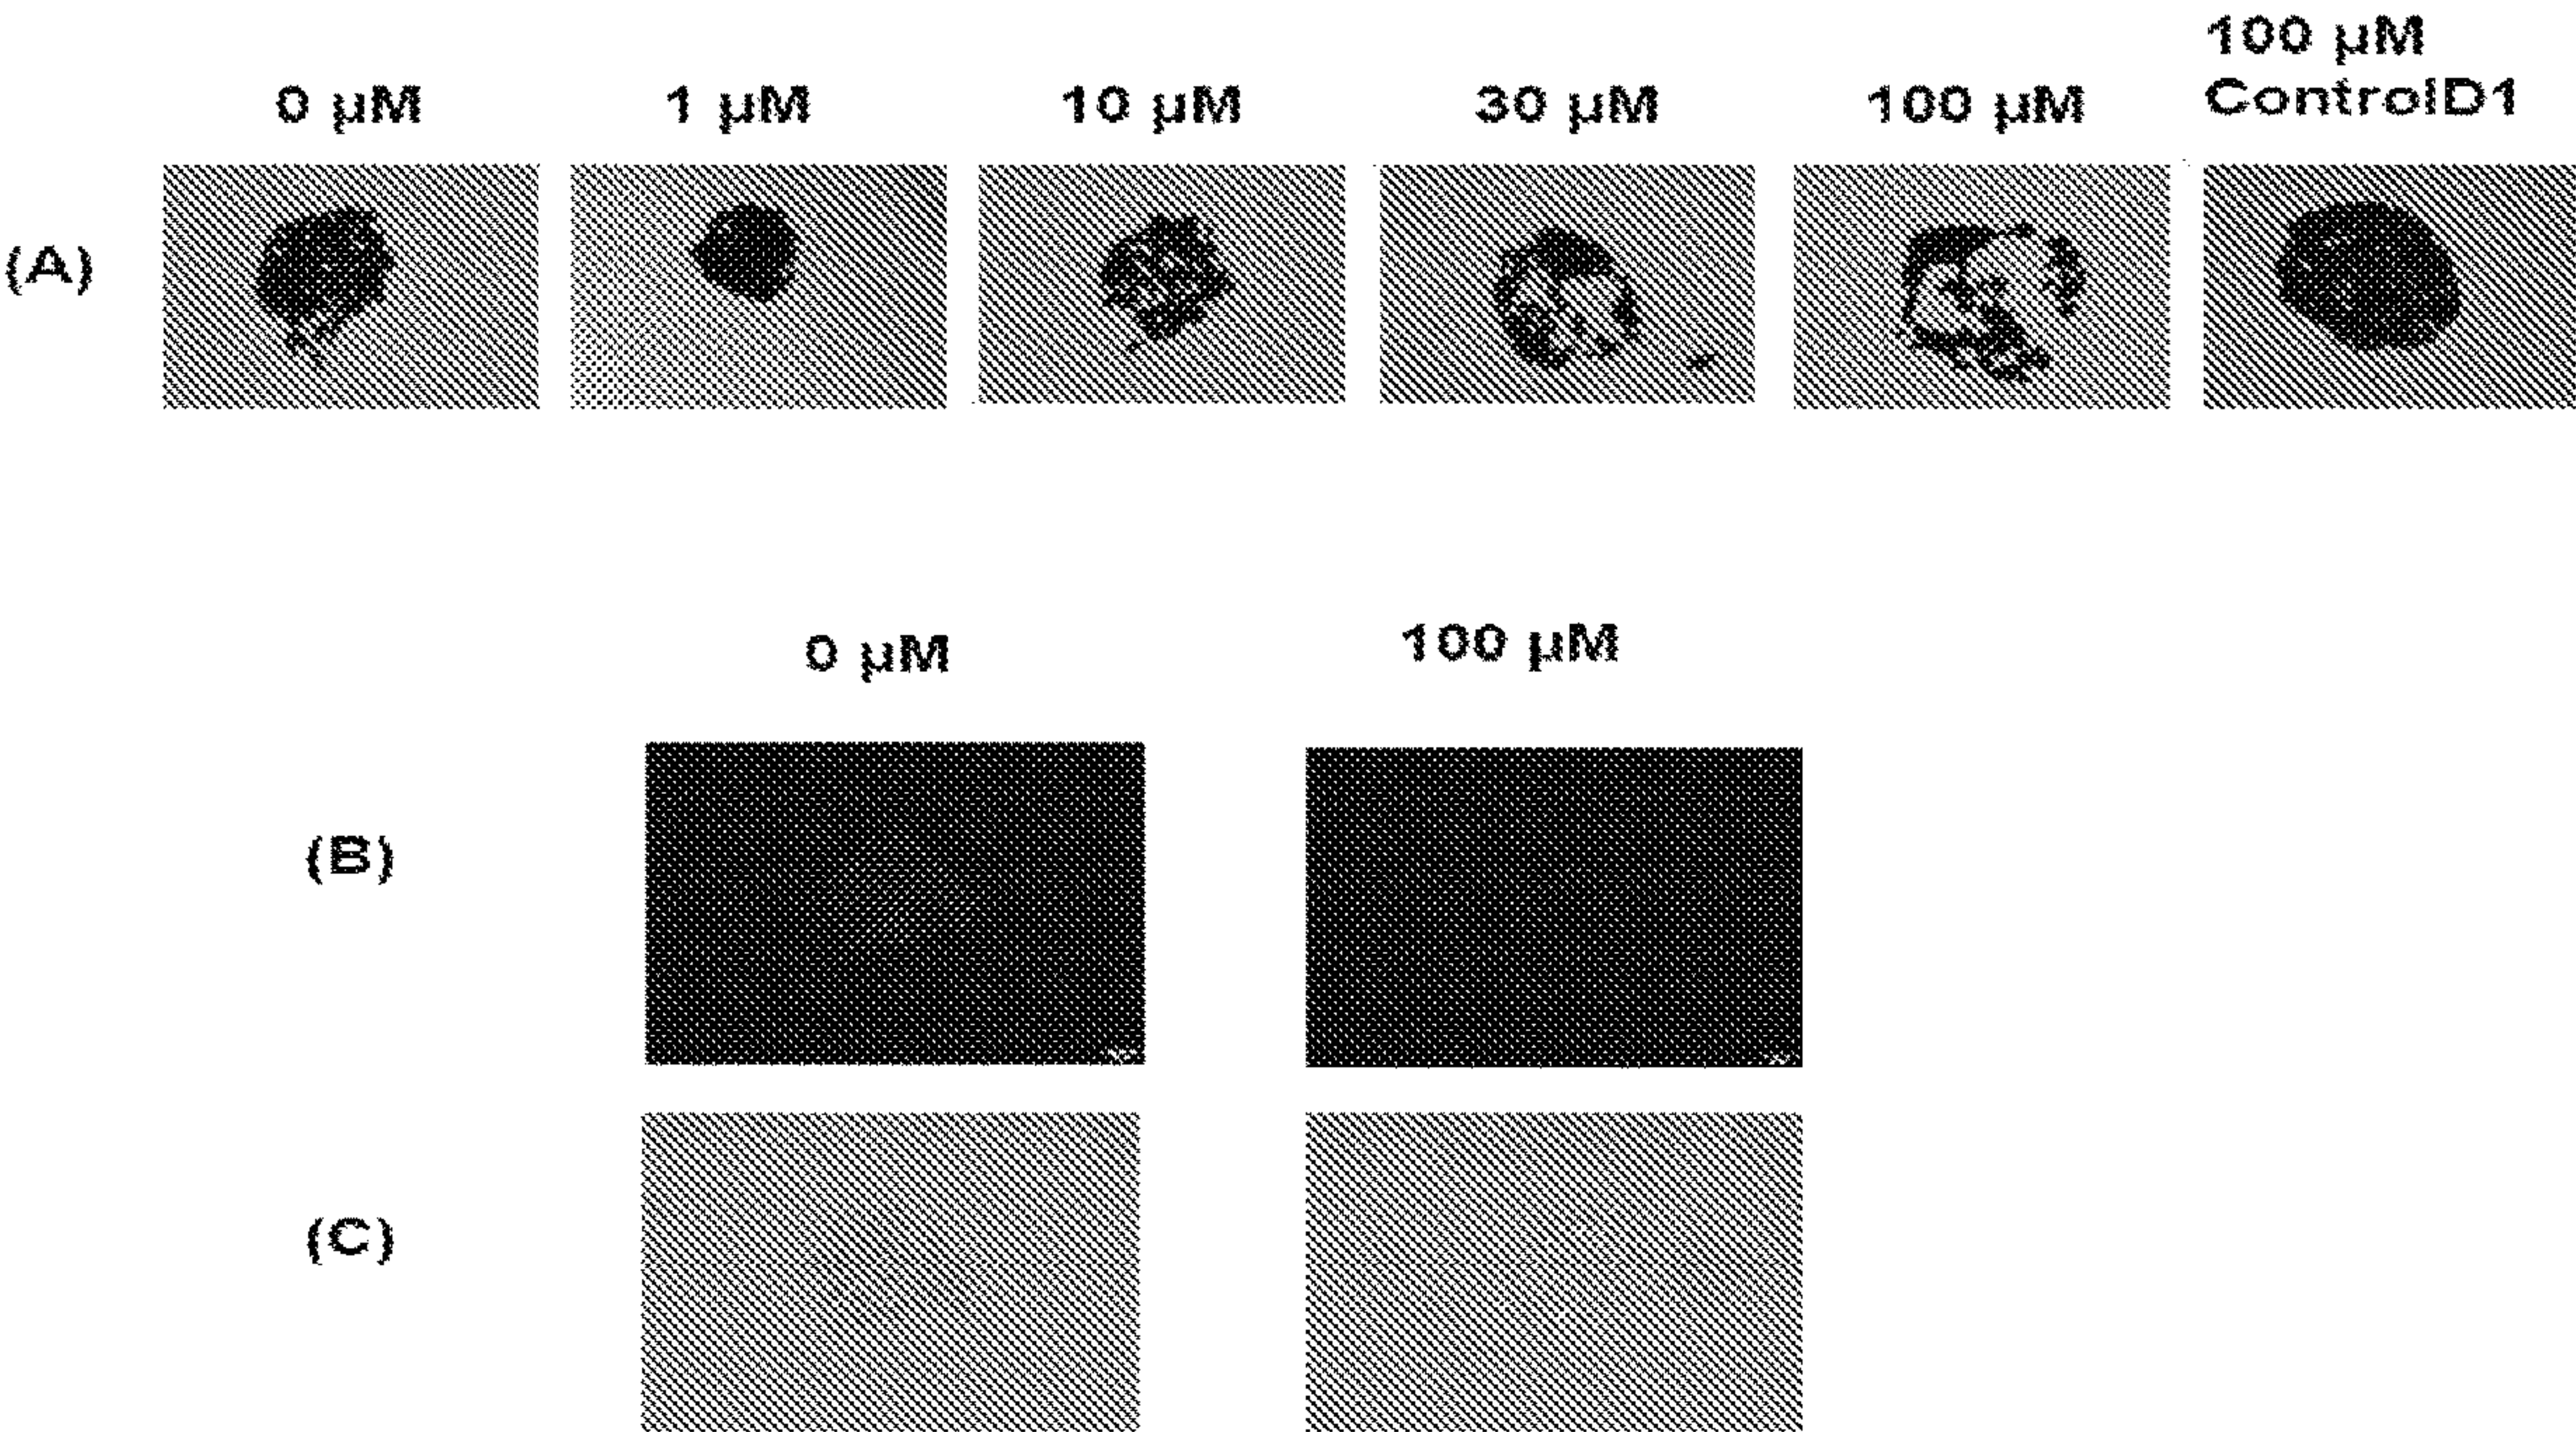 100 µM
0 µM 1 µM 10 µM 30 µM 100 µM ControlD1
(A)
0 µM 100 µM
(B)
(C)